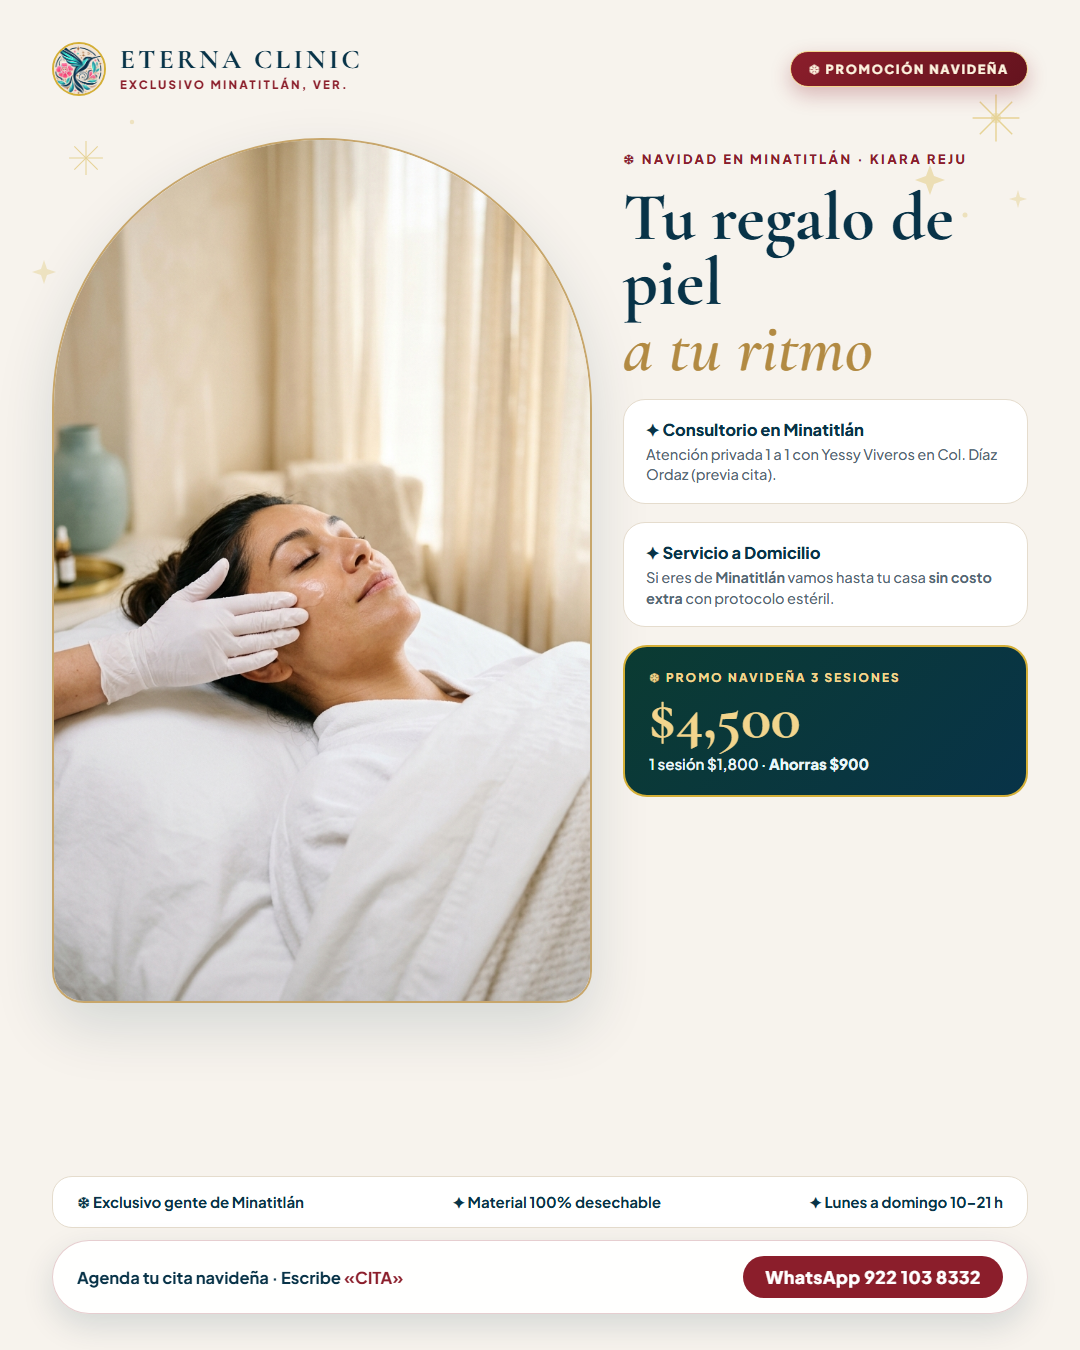 ETERNA CLINIC
EXCLUSIVO MINATITLÁN, VER.
❄ PROMOCIÓN NAVIDEÑA
❄ NAVIDAD EN MINATITLÁN · KIARA REJU
Tu regalo de
piel
a tu ritmo
✦ Consultorio en Minatitlán
Atención privada 1 a 1 con Yessy Viveros en Col. Díaz
Ordaz (previa cita).
✦ Servicio a Domicilio
Si eres de Minatitlán vamos hasta tu casa sin costo
extra con protocolo estéril.
❄ PROMO NAVIDEÑA 3 SESIONES
$4,500
1 sesión $1,800 · Ahorras $900
❄ Exclusivo gente de Minatitlán
✦ Material 100% desechable
✦ Lunes a domingo 10–21 h
Agenda tu cita navideña · Escribe «CITA»
WhatsApp 922 103 8332